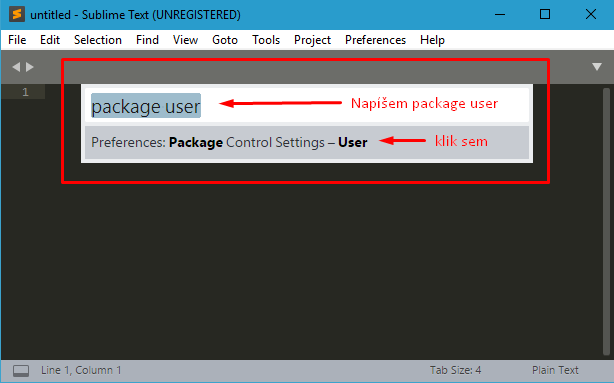 untitled - Sublime Text (UNREGISTERED)
File Edit Selection Find View Goto Tools Project Preferences Help
1
package user
Napíšem package user
Preferences: Package Control Settings – User
klik sem
Line 1, Column 1
Tab Size: 4
Plain Text